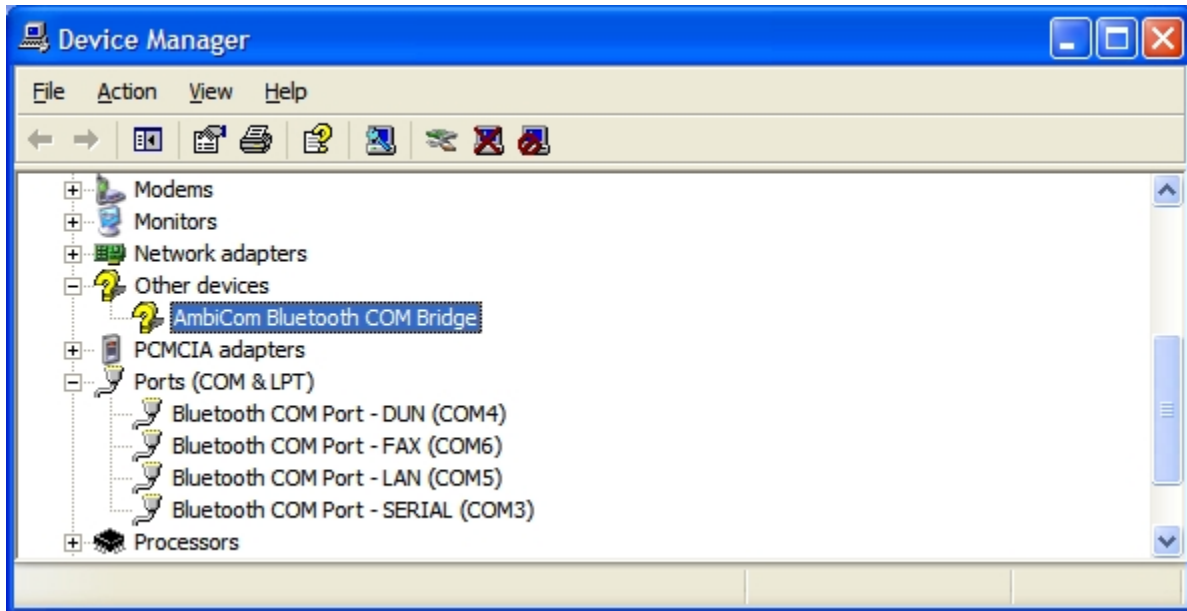 Device Manager
File Action View Help
Modems
Monitors
Network adapters
Other devices
AmbiCom Bluetooth COM Bridge
PCMCIA adapters
Ports (COM & LPT)
Bluetooth COM Port - DUN (COM4)
Bluetooth COM Port - FAX (COM6)
Bluetooth COM Port - LAN (COM5)
Bluetooth COM Port - SERIAL (COM3)
Processors